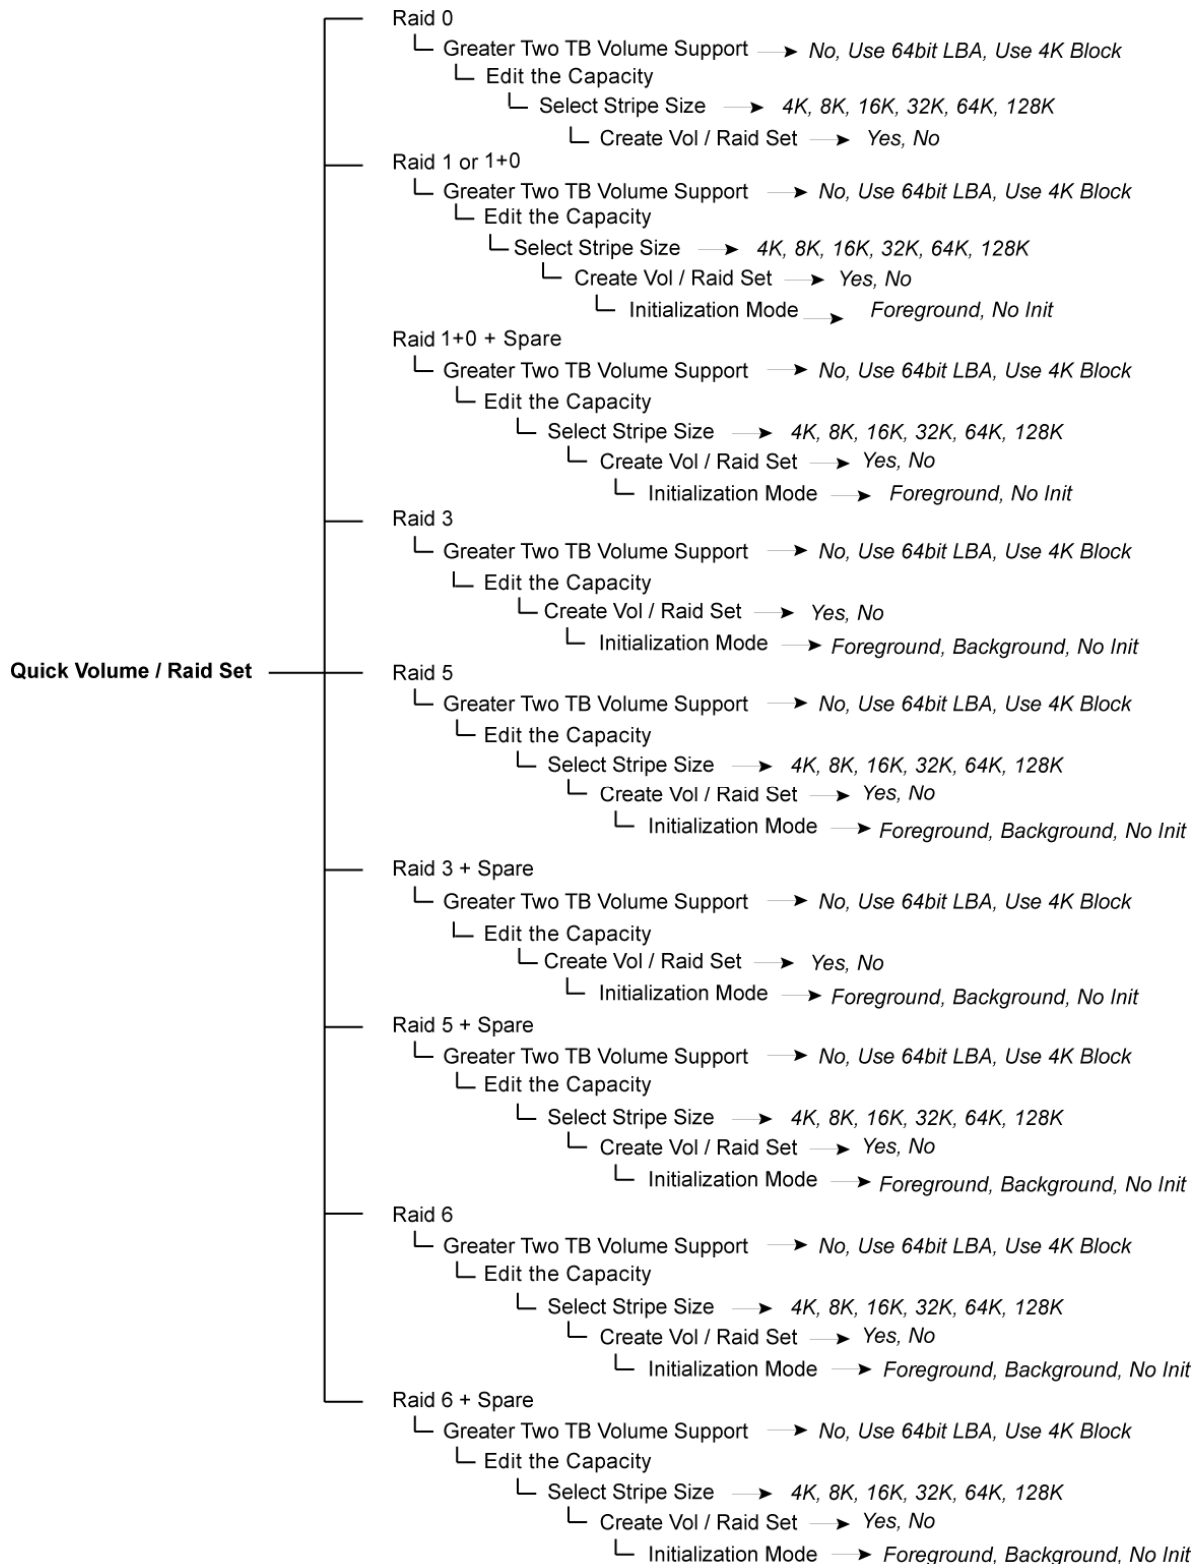 Raid 0
Greater Two TB Volume Support No, Use 64bit LBA, Use 4K Block
Edit the Capacity
Select Stripe Size 4K, 8K, 16K, 32K, 64K, 128K
Create Vol / Raid Set Yes, No
Raid 1 or 1+0
Greater Two TB Volume Support No, Use 64bit LBA, Use 4K Block
Edit the Capacity
Select Stripe Size 4K, 8K, 16K, 32K, 64K, 128K
Create Vol / Raid Set Yes, No
Initialization Mode Foreground, No Init
Raid 1+0 + Spare
Greater Two TB Volume Support No, Use 64bit LBA, Use 4K Block
Edit the Capacity
Select Stripe Size 4K, 8K, 16K, 32K, 64K, 128K
Create Vol / Raid Set Yes, No
Initialization Mode Foreground, No Init
Raid 3
Greater Two TB Volume Support No, Use 64bit LBA, Use 4K Block
Edit the Capacity
Create Vol / Raid Set Yes, No
Initialization Mode Foreground, Background, No Init
Quick Volume / Raid Set Raid 5
Greater Two TB Volume Support No, Use 64bit LBA, Use 4K Block
Edit the Capacity
Select Stripe Size 4K, 8K, 16K, 32K, 64K, 128K
Create Vol / Raid Set Yes, No
Initialization Mode Foreground, Background, No Init
Raid 3 + Spare
Greater Two TB Volume Support No, Use 64bit LBA, Use 4K Block
Edit the Capacity
Create Vol / Raid Set Yes, No
Initialization Mode Foreground, Background, No Init
Raid 5 + Spare
Greater Two TB Volume Support No, Use 64bit LBA, Use 4K Block
Edit the Capacity
Select Stripe Size 4K, 8K, 16K, 32K, 64K, 128K
Create Vol / Raid Set Yes, No
Initialization Mode Foreground, Background, No Init
Raid 6
Greater Two TB Volume Support No, Use 64bit LBA, Use 4K Block
Edit the Capacity
Select Stripe Size 4K, 8K, 16K, 32K, 64K, 128K
Create Vol / Raid Set Yes, No
Initialization Mode Foreground, Background, No Init
Raid 6 + Spare
Greater Two TB Volume Support No, Use 64bit LBA, Use 4K Block
Edit the Capacity
Select Stripe Size 4K, 8K, 16K, 32K, 64K, 128K
Create Vol / Raid Set Yes, No
Initialization Mode Foreground, Background, No Init